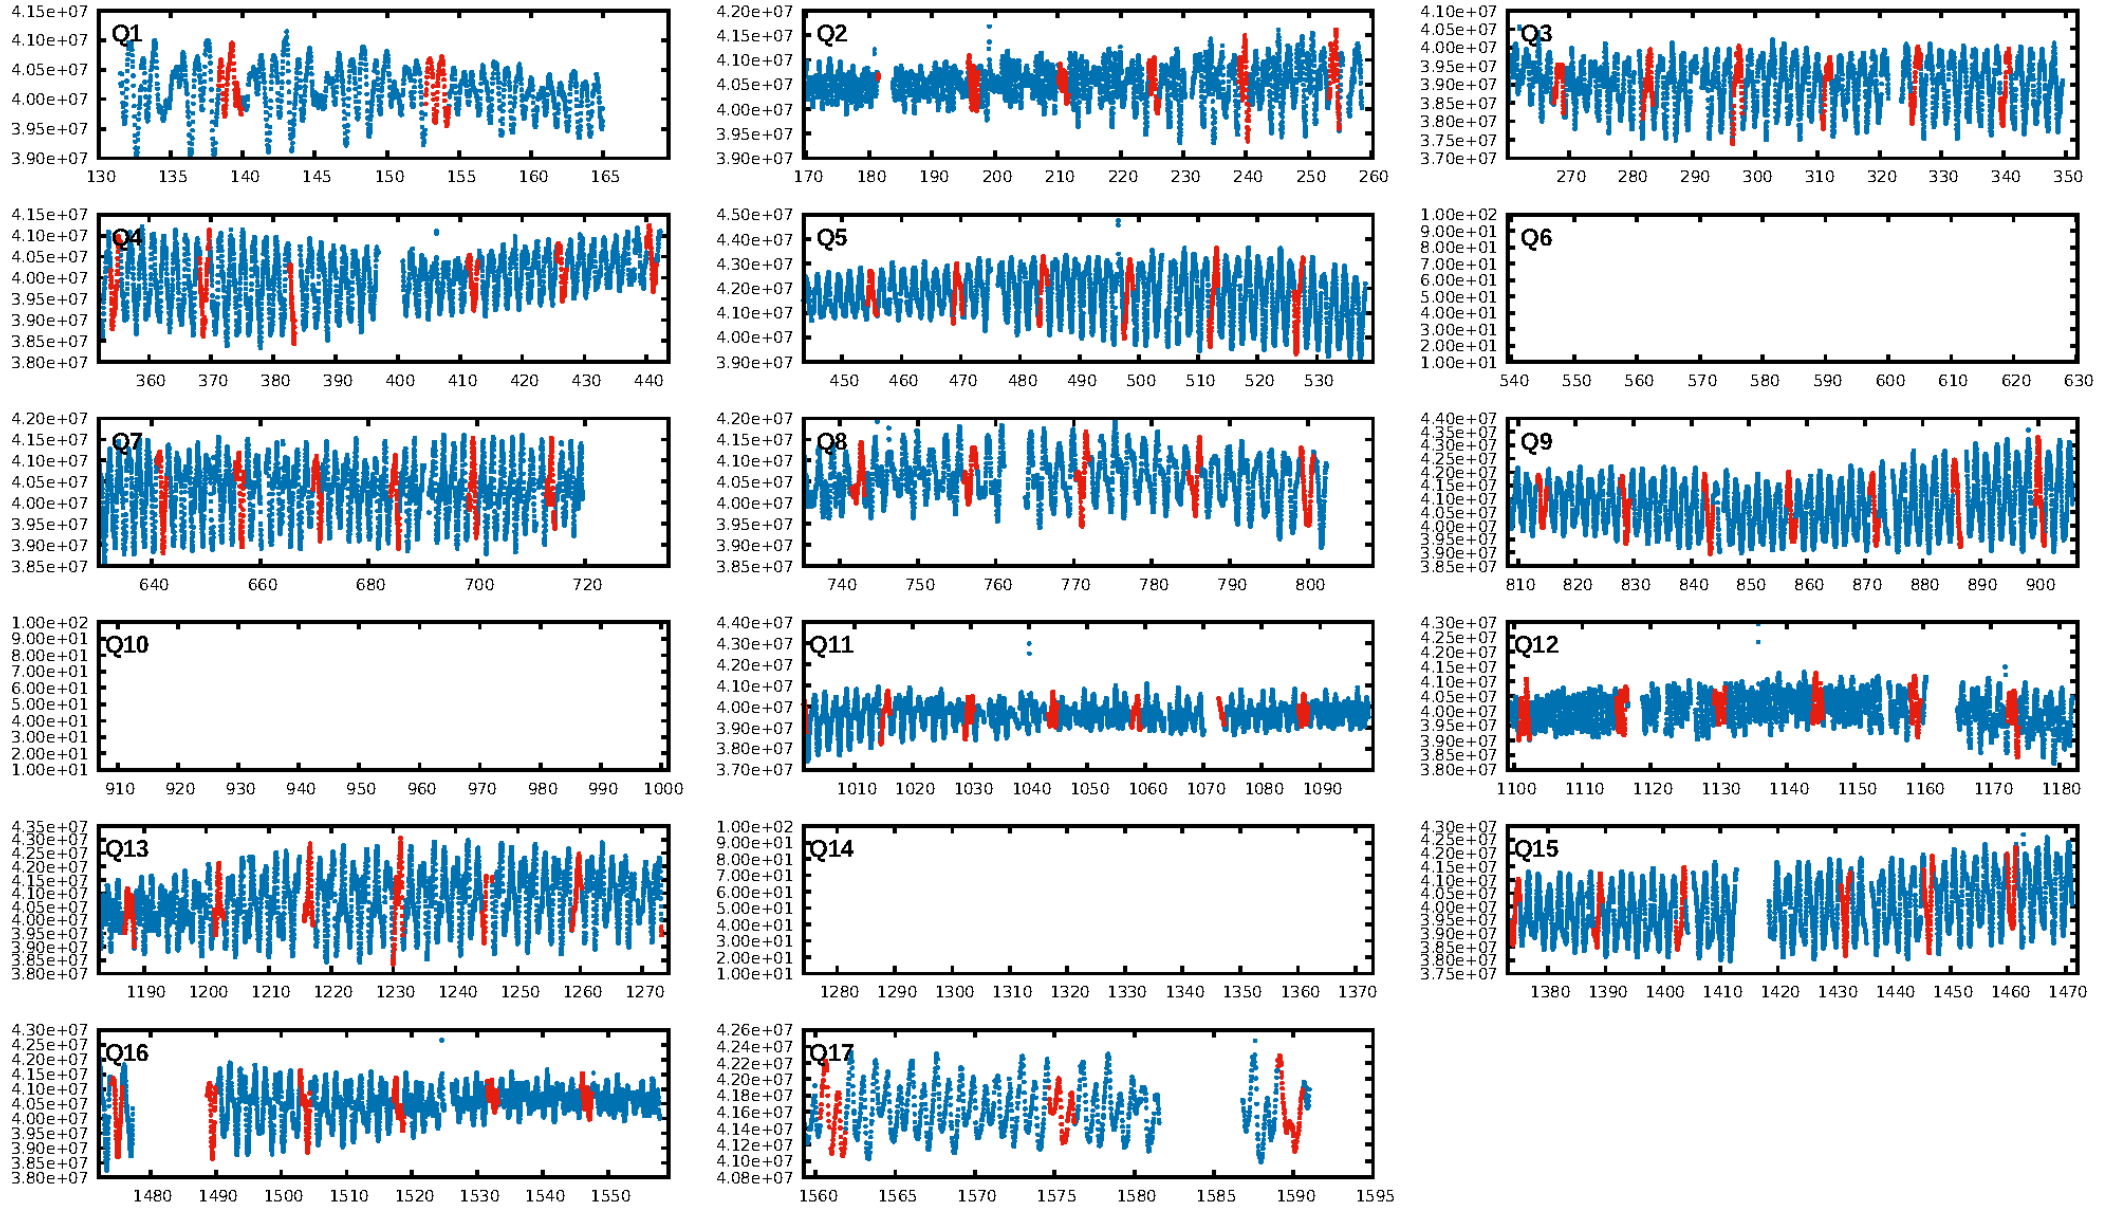 4.15e+07
Q1
4.10e+07
4.05e+07
4.00e+07
3.95e+07
3.90e+07
130 135 140 145 150 155 160 165
4.20e+07
Q2
4.15e+07
4.10e+07
4.05e+07
4.00e+07
3.95e+07
3.90e+07
170 180 190 200 210 220 230 240 250 260
4.10e+07
Q3
4.05e+07
4.00e+07
3.95e+07
3.90e+07
3.85e+07
3.80e+07
3.75e+07
3.70e+07
270 280 290 300 310 320 330 340 350
4.15e+07
Q4
4.10e+07
4.05e+07
4.00e+07
3.95e+07
3.90e+07
3.85e+07
3.80e+07
360 370 380 390 400 410 420 430 440
4.50e+07
Q5
4.40e+07
4.30e+07
4.20e+07
4.10e+07
4.00e+07
3.90e+07
450 460 470 480 490 500 510 520 530
1.00e+02
Q6
9.00e+01
8.00e+01
7.00e+01
6.00e+01
5.00e+01
4.00e+01
3.00e+01
2.00e+01
1.00e+01
540 550 560 570 580 590 600 610 620 630
4.20e+07
Q7
4.15e+07
4.10e+07
4.05e+07
4.00e+07
3.95e+07
3.90e+07
3.85e+07
640 660 680 700 720
4.20e+07
Q8
4.15e+07
4.10e+07
4.05e+07
4.00e+07
3.95e+07
3.90e+07
3.85e+07
740 750 760 770 780 790 800
4.40e+07
Q9
4.35e+07
4.30e+07
4.25e+07
4.20e+07
4.15e+07
4.10e+07
4.05e+07
4.00e+07
3.95e+07
3.90e+07
3.85e+07
810 820 830 840 850 860 870 880 890 900
1.00e+02
Q10
9.00e+01
8.00e+01
7.00e+01
6.00e+01
5.00e+01
4.00e+01
3.00e+01
2.00e+01
1.00e+01
910 920 930 940 950 960 970 980 990 1000
4.40e+07
Q11
4.30e+07
4.20e+07
4.10e+07
4.00e+07
3.90e+07
3.80e+07
3.70e+07
1010 1020 1030 1040 1050 1060 1070 1080 1090
4.30e+07
Q12
4.25e+07
4.20e+07
4.15e+07
4.10e+07
4.05e+07
4.00e+07
3.95e+07
3.90e+07
3.85e+07
3.80e+07
1100 1110 1120 1130 1140 1150 1160 1170 1180
4.35e+07
Q13
4.30e+07
4.25e+07
4.20e+07
4.15e+07
4.10e+07
4.05e+07
4.00e+07
3.95e+07
3.90e+07
3.85e+07
3.80e+07
1190 1200 1210 1220 1230 1240 1250 1260 1270
1.00e+02
Q14
9.00e+01
8.00e+01
7.00e+01
6.00e+01
5.00e+01
4.00e+01
3.00e+01
2.00e+01
1.00e+01
1280 1290 1300 1310 1320 1330 1340 1350 1360 1370
4.30e+07
Q15
4.25e+07
4.20e+07
4.15e+07
4.10e+07
4.05e+07
4.00e+07
3.95e+07
3.90e+07
3.85e+07
3.80e+07
3.75e+07
1380 1390 1400 1410 1420 1430 1440 1450 1460 1470
4.30e+07
Q16
4.25e+07
4.20e+07
4.15e+07
4.10e+07
4.05e+07
4.00e+07
3.95e+07
3.90e+07
3.85e+07
3.80e+07
1480 1490 1500 1510 1520 1530 1540 1550
4.26e+07
Q17
4.24e+07
4.22e+07
4.20e+07
4.18e+07
4.16e+07
4.14e+07
4.12e+07
4.10e+07
4.08e+07
1560 1565 1570 1575 1580 1585 1590 1595